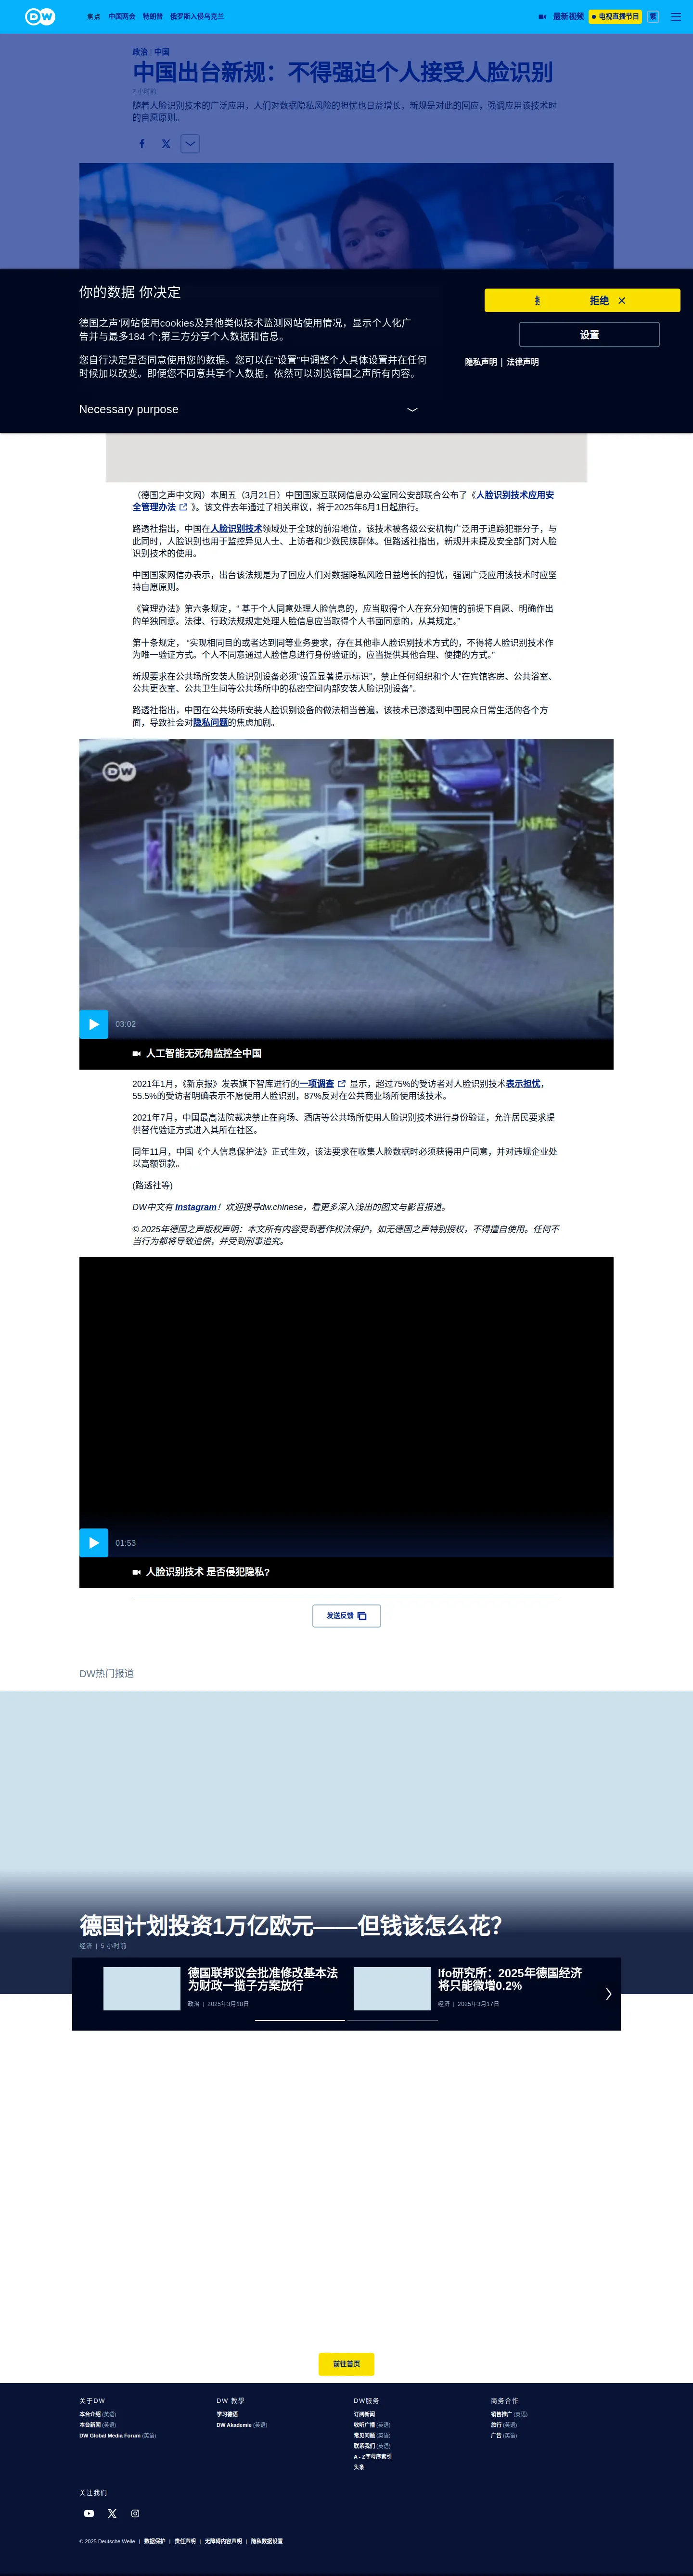 DW
焦点 中国两会 特朗普 俄罗斯入侵乌克兰
最新视频 电视直播节目 繁
政治 | 中国
中国出台新规：不得强迫个人接受人脸识别
2 小时前
随着人脸识别技术的广泛应用，人们对数据隐私风险的担忧也日益增长，新规是对此的回应，强调应用该技术时
的自愿原则。
你的数据 你决定
德国之声'网站使用cookies及其他类似技术监测网站使用情况，显示个人化广
告并与最多184 个;第三方分享个人数据和信息。
您自行决定是否同意使用您的数据。您可以在“设置”中调整个人具体设置并在任何
时候加以改变。即便您不同意分享个人数据，依然可以浏览德国之声所有内容。
Necessary purpose
拒绝
设置
隐私声明 | 法律声明
（德国之声中文网）本周五（3月21日）中国国家互联网信息办公室同公安部联合公布了《人脸识别技术应用安
全管理办法 》。该文件去年通过了相关审议，将于2025年6月1日起施行。
路透社指出，中国在人脸识别技术领域处于全球的前沿地位，该技术被各级公安机构广泛用于追踪犯罪分子，与
此同时，人脸识别也用于监控异见人士、上访者和少数民族群体。但路透社指出，新规并未提及安全部门对人脸
识别技术的使用。
中国国家网信办表示，出台该法规是为了回应人们对数据隐私风险日益增长的担忧，强调广泛应用该技术时应坚
持自愿原则。
《管理办法》第六条规定，“ 基于个人同意处理人脸信息的，应当取得个人在充分知情的前提下自愿、明确作出
的单独同意。法律、行政法规规定处理人脸信息应当取得个人书面同意的，从其规定。”
第十条规定， “实现相同目的或者达到同等业务要求，存在其他非人脸识别技术方式的，不得将人脸识别技术作
为唯一验证方式。个人不同意通过人脸信息进行身份验证的，应当提供其他合理、便捷的方式。”
新规要求在公共场所安装人脸识别设备必须“设置显著提示标识”，禁止任何组织和个人“在宾馆客房、公共浴室、
公共更衣室、公共卫生间等公共场所中的私密空间内部安装人脸识别设备”。
路透社指出，中国在公共场所安装人脸识别设备的做法相当普遍，该技术已渗透到中国民众日常生活的各个方
面，导致社会对隐私问题的焦虑加剧。
DW
小轿车
03:02
人工智能无死角监控全中国
2021年1月，《新京报》发表旗下智库进行的一项调查 显示，超过75%的受访者对人脸识别技术表示担忧，
55.5%的受访者明确表示不愿使用人脸识别，87%反对在公共商业场所使用该技术。
2021年7月，中国最高法院裁决禁止在商场、酒店等公共场所使用人脸识别技术进行身份验证，允许居民要求提
供替代验证方式进入其所在社区。
同年11月，中国《个人信息保护法》正式生效，该法要求在收集人脸数据时必须获得用户同意，并对违规企业处
以高额罚款。
(路透社等)
DW中文有 Instagram！欢迎搜寻dw.chinese，看更多深入浅出的图文与影音报道。
© 2025年德国之声版权声明：本文所有内容受到著作权法保护，如无德国之声特别授权，不得擅自使用。任何不
当行为都将导致追偿，并受到刑事追究。
01:53
人脸识别技术 是否侵犯隐私?
发送反馈
DW热门报道
德国计划投资1万亿欧元——但钱该怎么花？
经济 | 5 小时前
德国联邦议会批准修改基本法
为财政一揽子方案放行
政治 | 2025年3月18日
Ifo研究所：2025年德国经济
将只能微增0.2%
经济 | 2025年3月17日
前往首页
关于DW
本台介绍 (英语)
本台新闻 (英语)
DW Global Media Forum (英语)
DW 教學
学习德语
DW Akademie (英语)
DW服务
订阅新闻
收听广播 (英语)
常见问题 (英语)
联系我们 (英语)
A - Z字母序索引
头条
商务合作
销售推广 (英语)
旅行 (英语)
广告 (英语)
关注我们
© 2025 Deutsche Welle | 数据保护 | 责任声明 | 无障碍内容声明 | 隐私数据设置